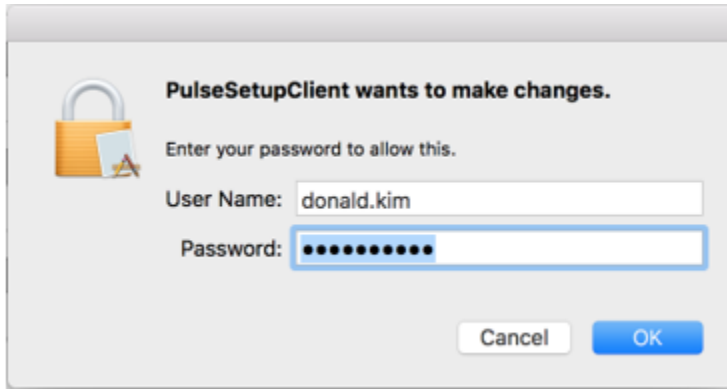 PulseSetupClient wants to make changes.
Enter your password to allow this.
User Name: donald.kim
Password: ••••••••••
Cancel OK